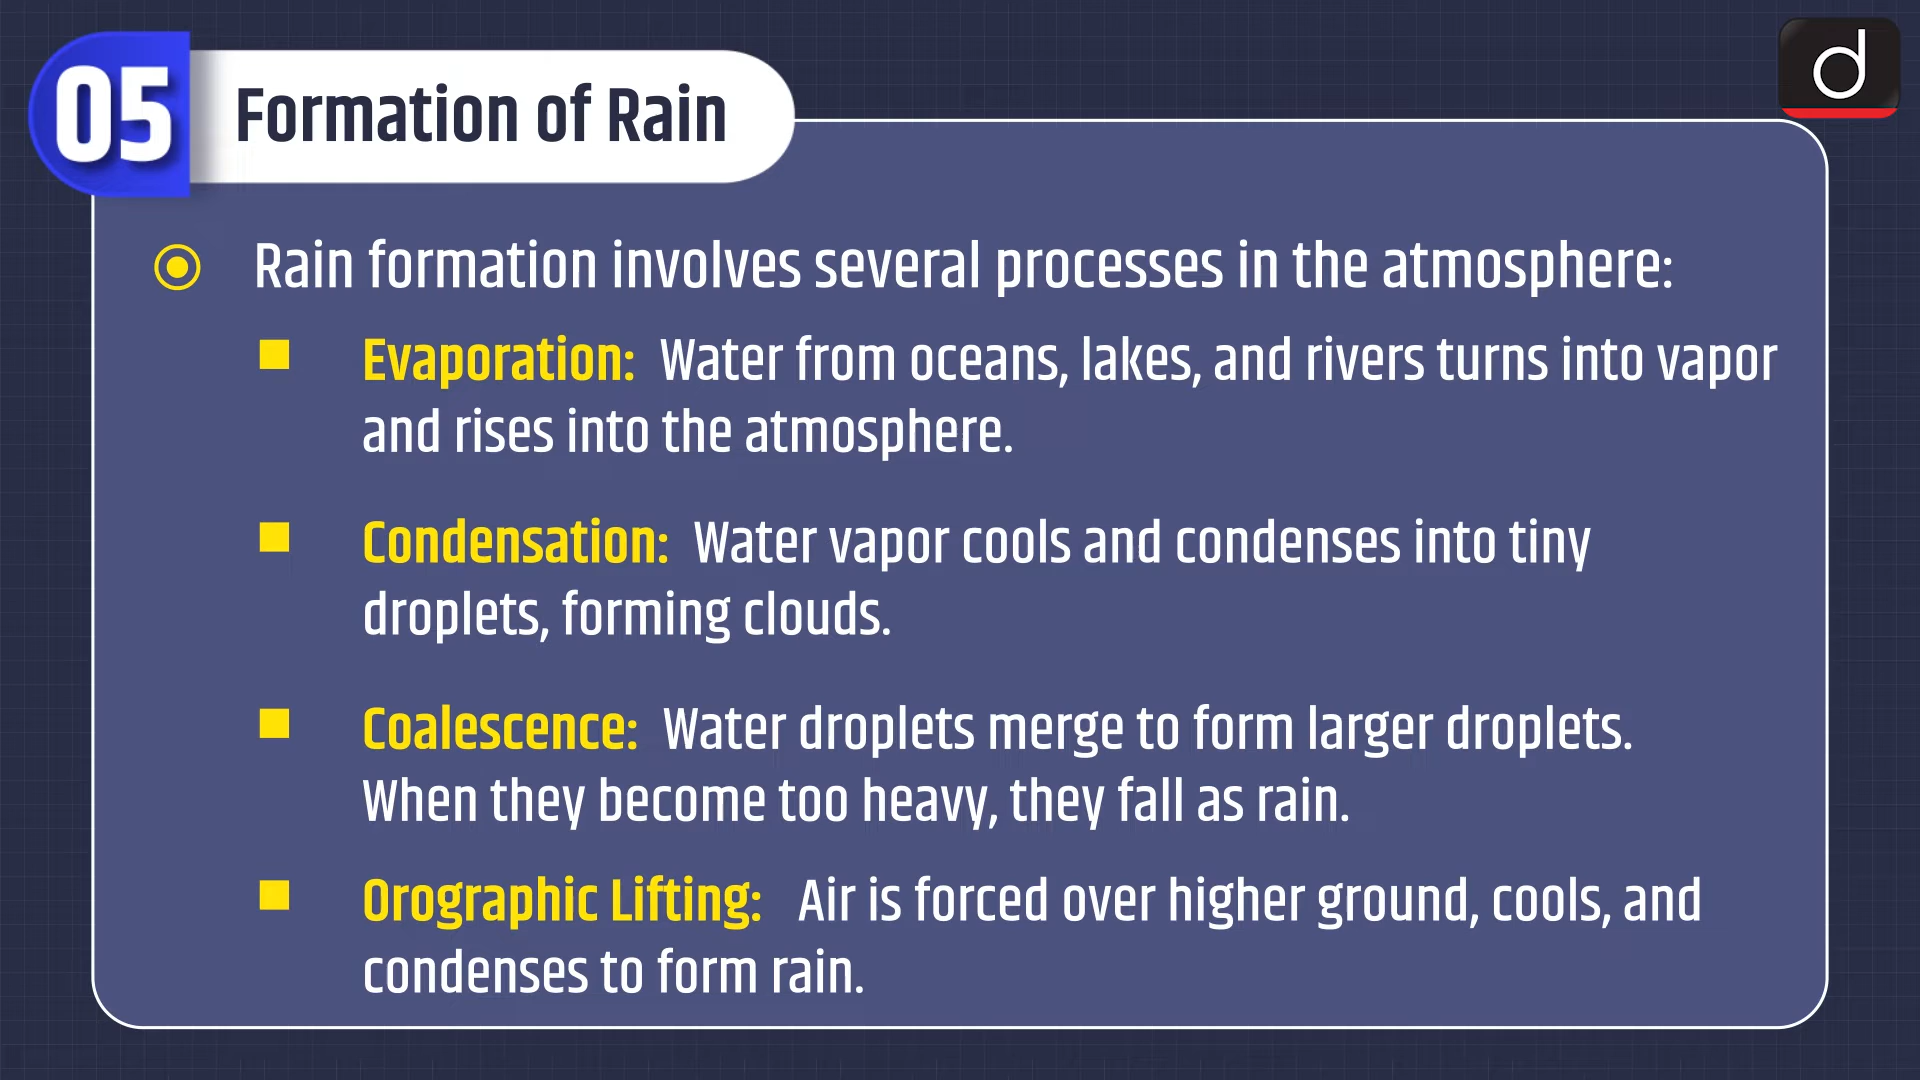 05 Formation of Rain
d
Rain formation involves several processes in the atmosphere:
Evaporation: Water from oceans, lakes, and rivers turns into vapor
and rises into the atmosphere.
Condensation: Water vapor cools and condenses into tiny
droplets, forming clouds.
Coalescence: Water droplets merge to form larger droplets.
When they become too heavy, they fall as rain.
Orographic Lifting: Air is forced over higher ground, cools, and
condenses to form rain.